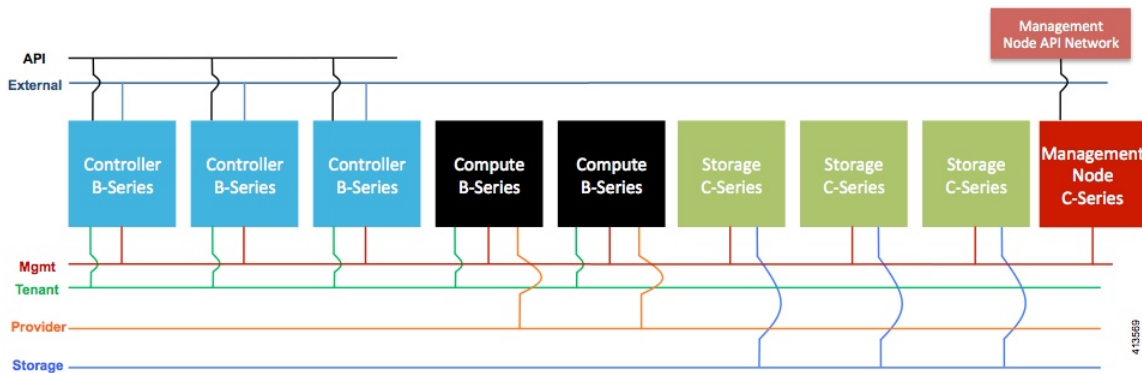 Management
Node API Network
API
External
Controller
B-Series
Controller
B-Series
Controller
B-Series
Compute
B-Series
Compute
B-Series
Storage
C-Series
Storage
C-Series
Storage
C-Series
Management
Node
C-Series
Mgmt
Tenant
Provider
Storage
413569